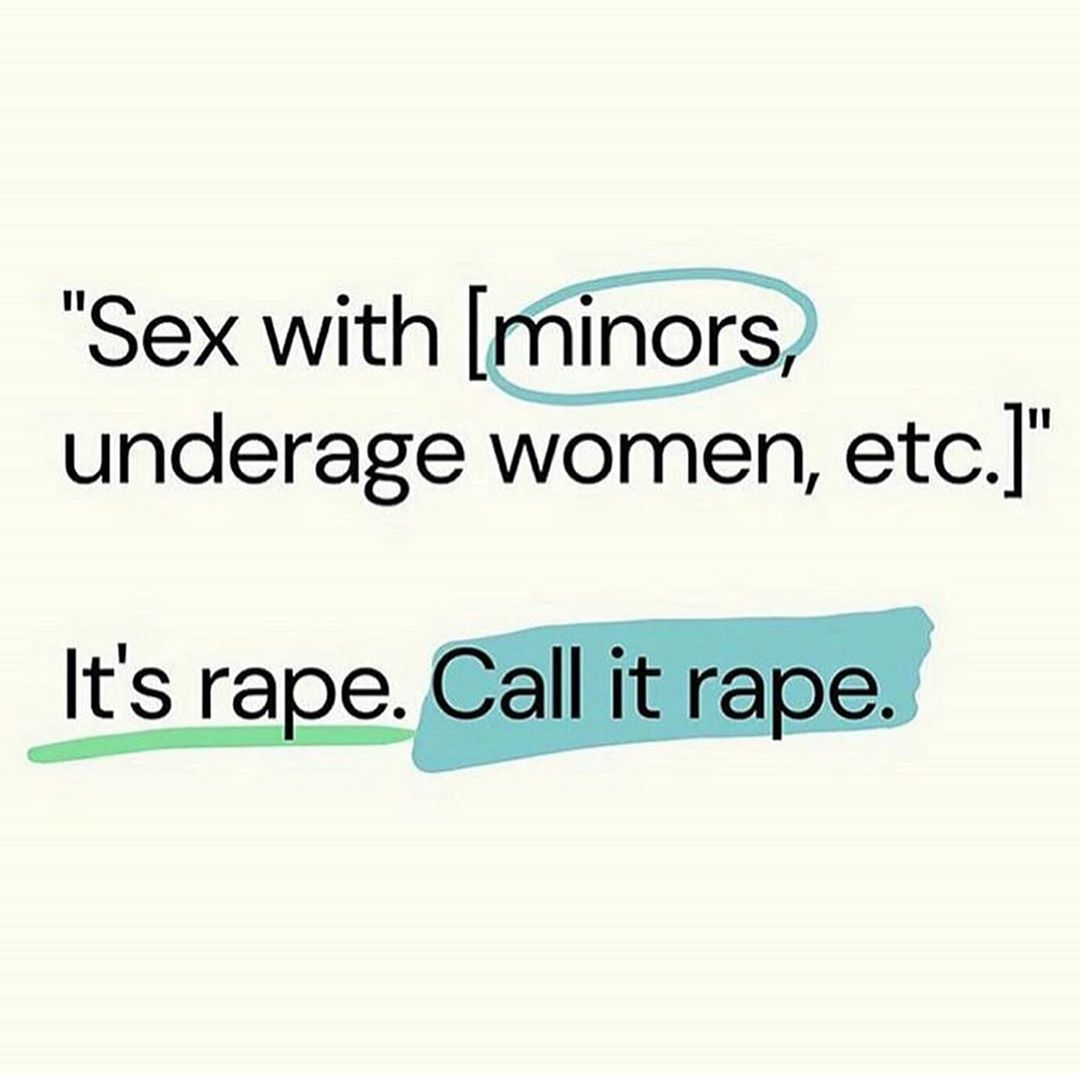 "Sex with [minors,
underage women, etc.]"
It's rape. Call it rape.